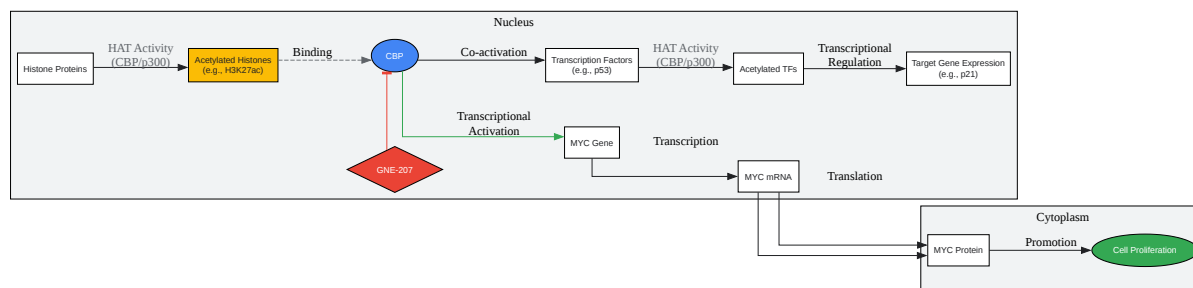 Nucleus
HAT Activity
(CBP/p300)
Binding
Co-activation
HAT Activity
(CBP/p300)
Transcriptional
Regulation
Histone Proteins
Acetylated Histones
(e.g., H3K27ac)
CBP
Transcription Factors
(e.g., p53)
Acetylated TFs
Target Gene Expression
(e.g., p21)
Transcriptional
Activation
MYC Gene
Transcription
GNE-207
MYC mRNA
Translation
Cytoplasm
MYC Protein
Promotion
Cell Proliferation